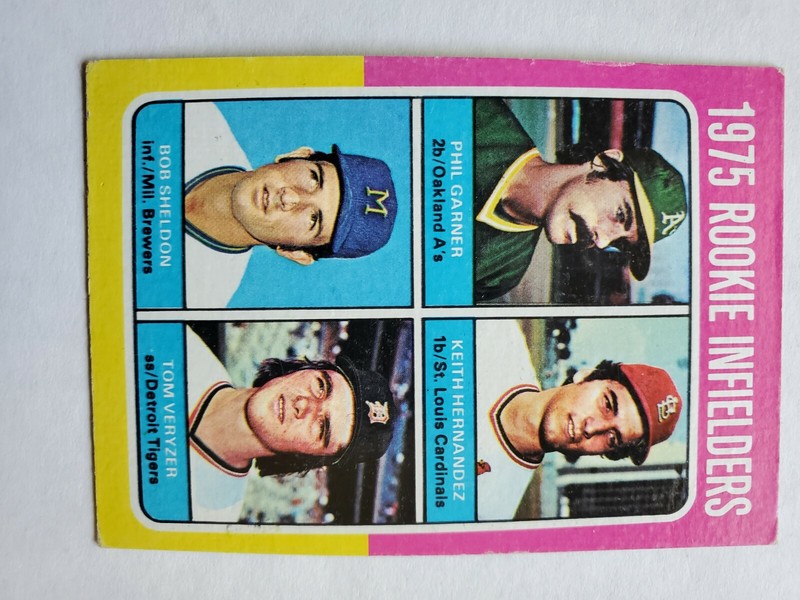 1975 ROOKIE INFIELDERS
PHIL GARNER
2b/Oakland A's
KEITH HERNANDEZ
1b/St. Louis Cardinals
BOB SHELDON
inf./Mil. Brewers
TOM VERYZER
ss/Detroit Tigers
A's
STL
M
D